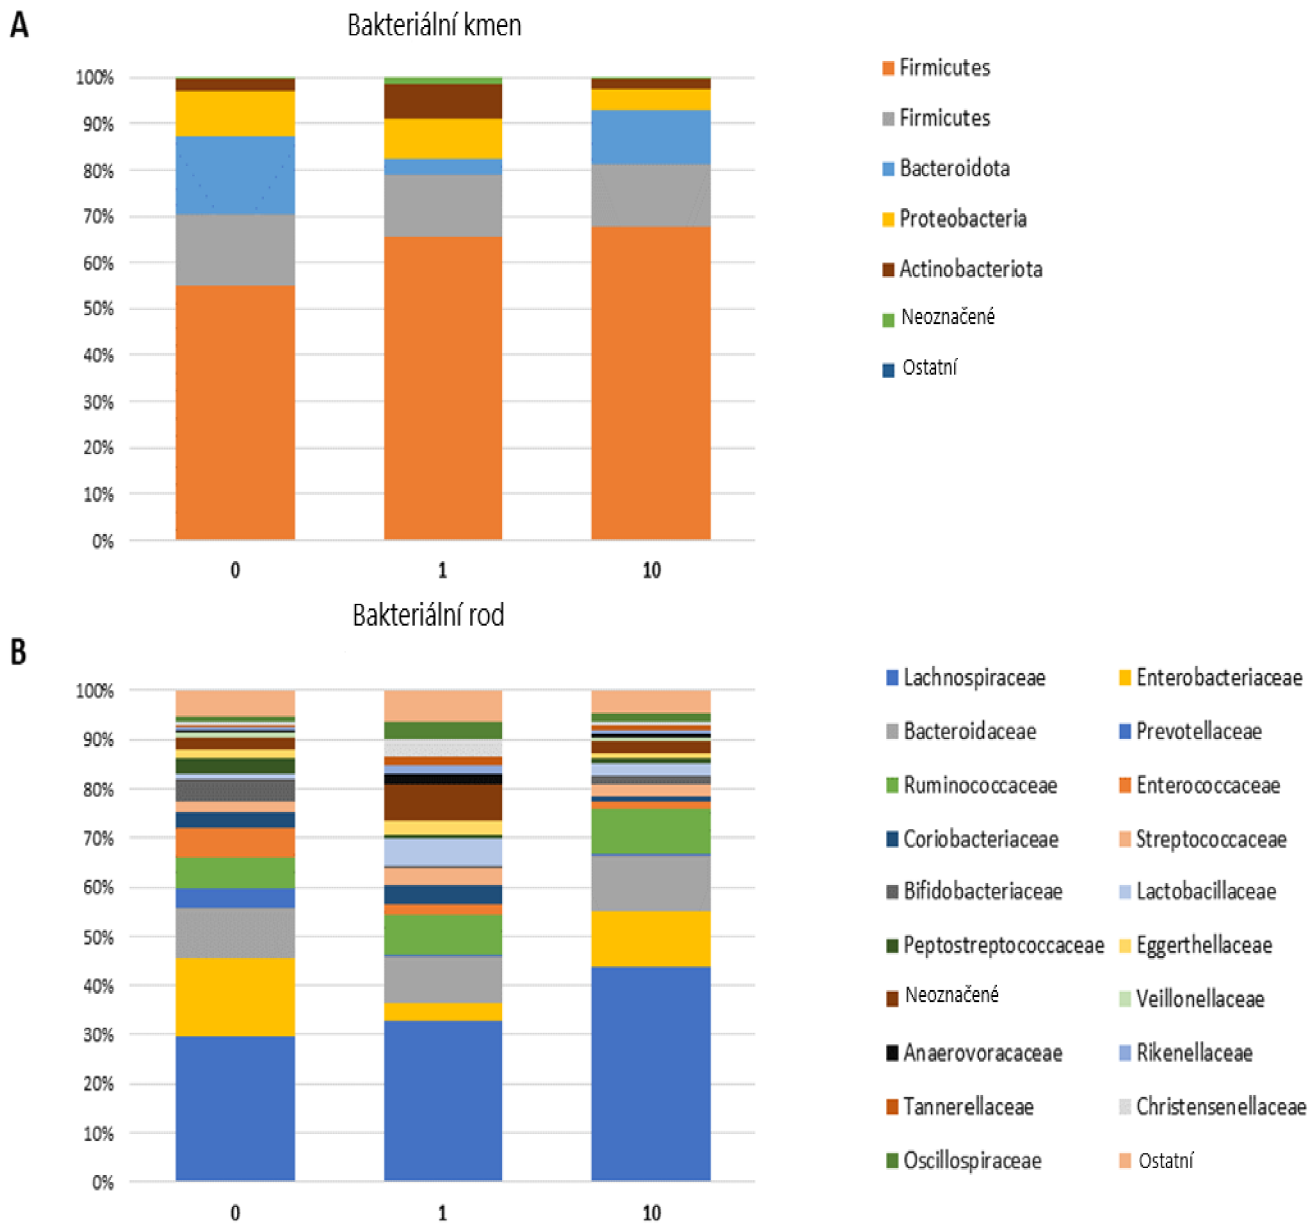 A
Bakteriální kmen
100%
90%
80%
70%
60%
50%
40%
30%
20%
10%
0%
0 1 10
Firmicutes
Firmicutes
Bacteroidota
Proteobacteria
Actinobacteriota
Neoznačené
Ostatní
B
Bakteriální rod
100%
90%
80%
70%
60%
50%
40%
30%
20%
10%
0%
0 1 10
Lachnospiraceae Enterobacteriaceae
Bacteroidaceae Prevotellaceae
Ruminococcaceae Enterococcaceae
Coriobacteriaceae Streptococcaceae
Bifidobacteriaceae Lactobacillaceae
Peptostreptococcaceae Eggerthellaceae
Neoznačené Veillonellaceae
Anaerovoracaceae Rikenellaceae
Tannerellaceae Christensenellaceae
Oscillospiraceae Ostatní